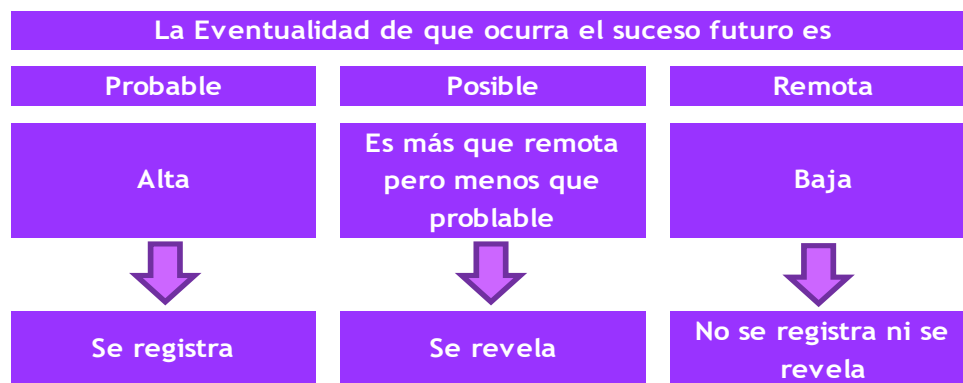 La Eventualidad de que ocurra el suceso futuro es
Probable
Posible
Remota
Alta
Es más que remota
pero menos que
problable
Baja
Se registra
Se revela
No se registra ni se
revela